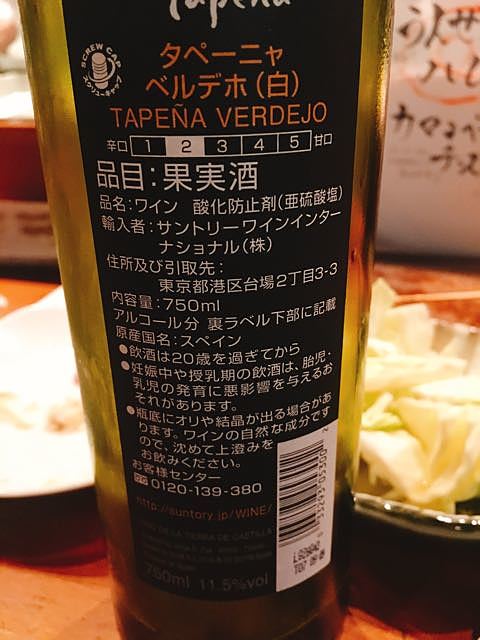 Tapeña
SCREW CAP
タペーニャ
ベルデホ(白)
TAPEÑA VERDEJO
辛口 1 2 3 4 5 甘口
品目:果実酒
品名:ワイン 酸化防止剤(亜硫酸塩)
輸入者:サントリーワインインター
ナショナル(株)
住所及び引取先:
東京都港区台場2丁目3-3
内容量:750ml
アルコール分 裏ラベル下部に記載
原産国名:スペイン
●飲酒は20歳を過ぎてから
●妊娠中や授乳期の飲酒は、胎児・
乳児の発育に悪影響を与えるお
それがあります。
●瓶底にオリや結晶が出る場合があ
ります。ワインの自然な成分です
ので、沈めて上澄みを
お飲みください。
お客様センター
0120-139-380
http://suntory.jp/WINE/
VINO DE LA TIERRA DE CASTILLA
750ml 11.5%vol